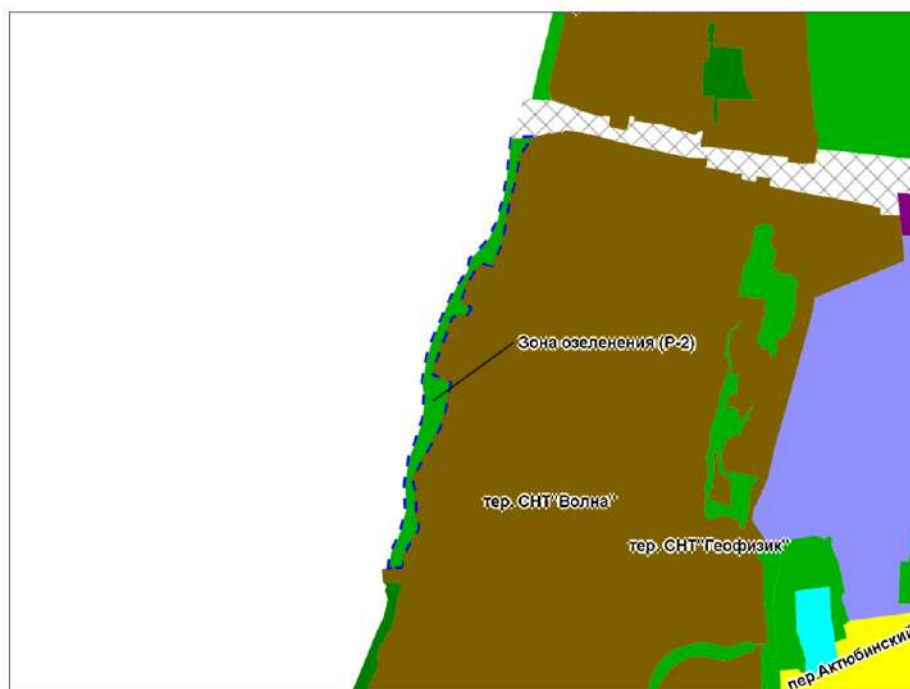 Зона озеленения (Р-2)
тер. СНТ"Волна"
тер. СНТ"Геофизик"
пер.Актюбинский